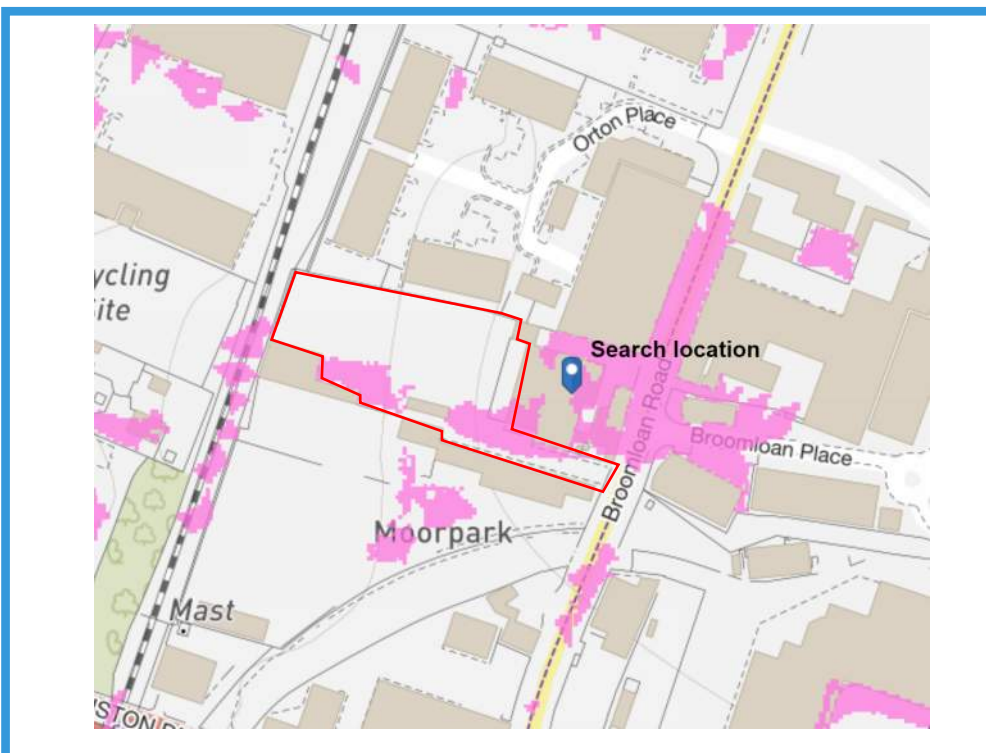 Orton Place
ycling
ite
Search location
Broomloan Road
Broomloan Place
Moorpark
Mast